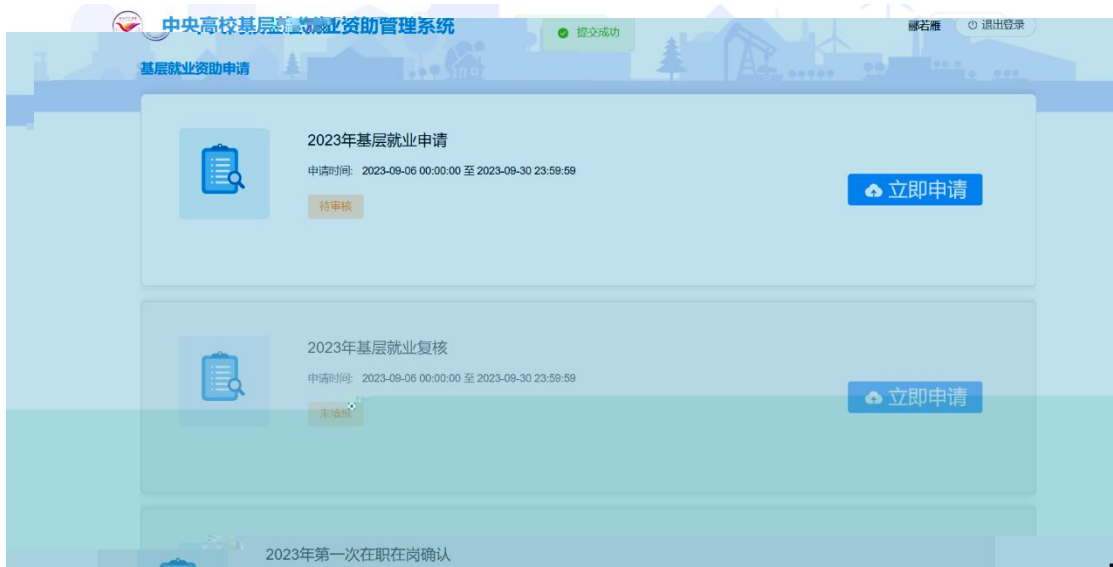 中央高校基层就业资助管理系统
提交成功
郦若雁
退出登录
基层就业资助申请
2023年基层就业申请
申请时间: 2023-09-06 00:00:00 至 2023-09-30 23:59:59
待审核
立即申请
2023年基层就业复核
申请时间: 2023-09-06 00:00:00 至 2023-09-30 23:59:59
立即申请
2023年第一次在职在岗确认